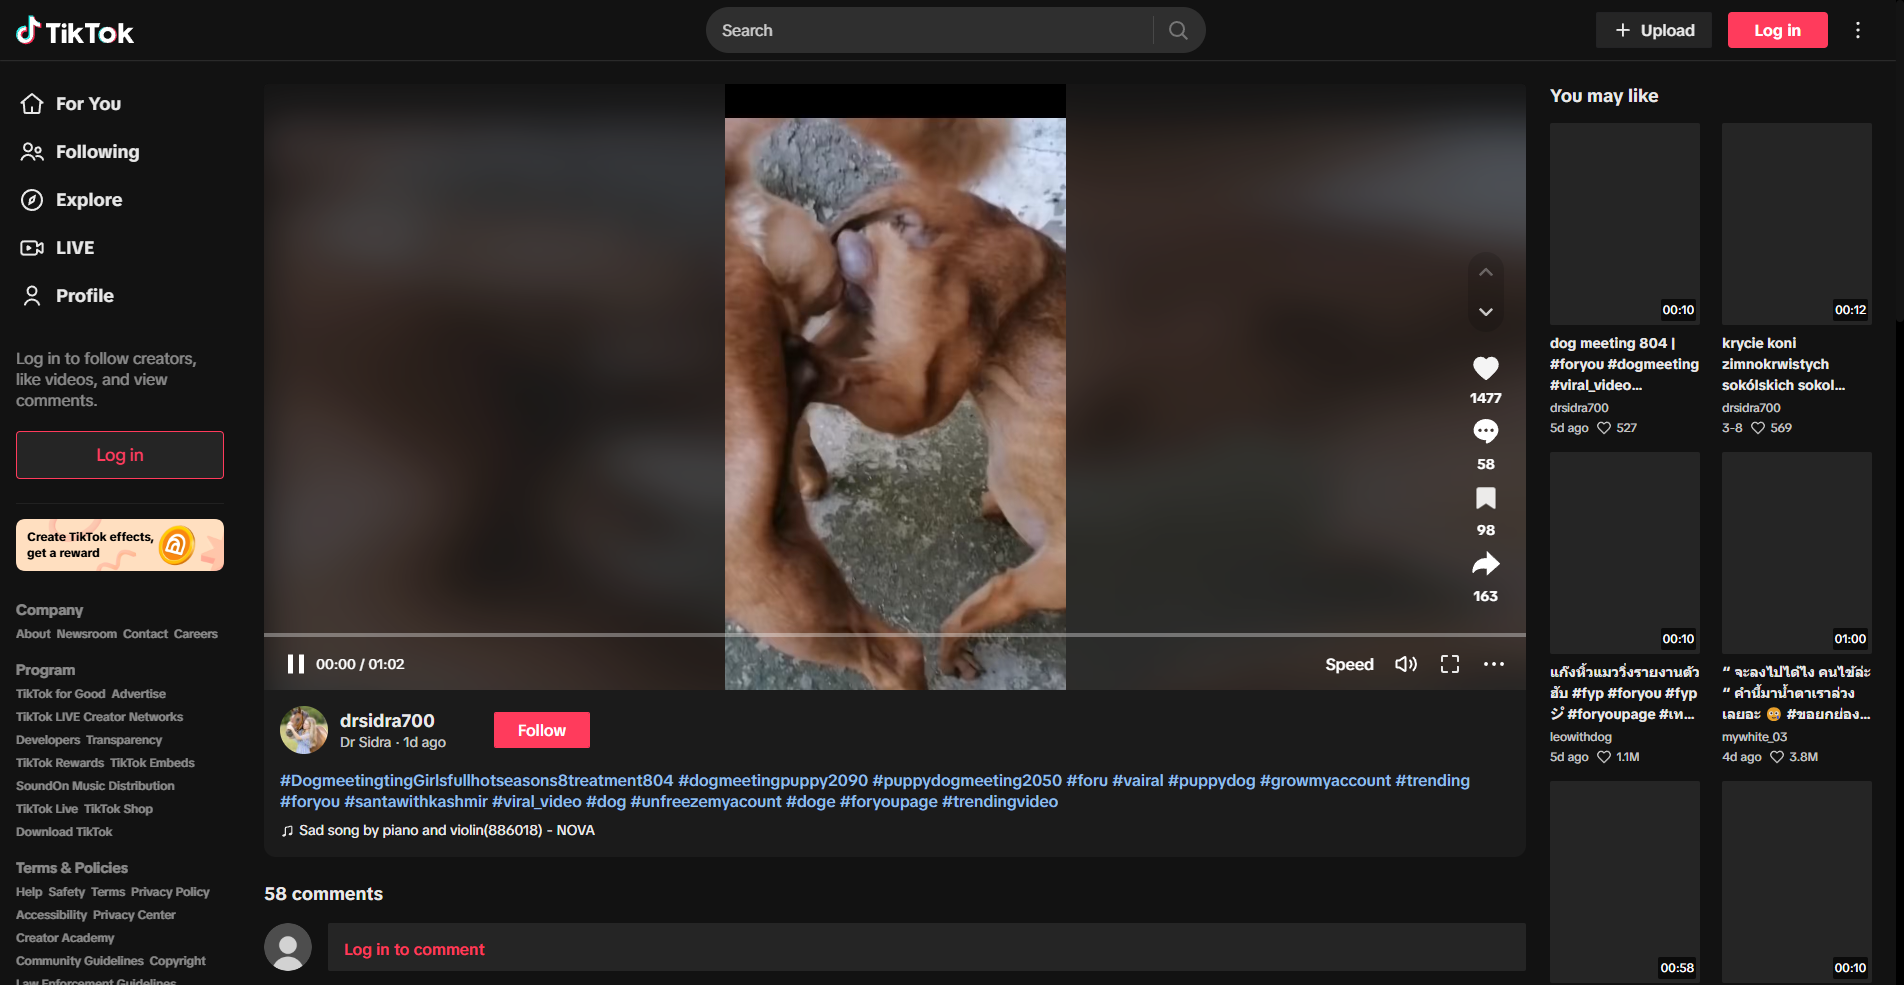 TikTok
Search
Upload
Log in
For You
Following
Explore
LIVE
Profile
Log in to follow creators,
like videos, and view
comments.
Log in
Create TikTok effects,
get a reward
Company
About Newsroom Contact Careers
Program
TikTok for Good Advertise
TikTok LIVE Creator Networks
Developers Transparency
TikTok Rewards TikTok Embeds
SoundOn Music Distribution
TikTok Live TikTok Shop
Download TikTok
Terms & Policies
Help Safety Terms Privacy Policy
Accessibility Privacy Center
Creator Academy
Community Guidelines Copyright
Law Enforcement Guidelines
1477
58
98
163
00:00 / 01:02
Speed
drsidra700
Dr Sidra · 1d ago
Follow
#DogmeetingtingGirlsfullhotseasons8treatment804 #dogmeetingpuppy2090 #puppydogmeeting2050 #foru #vairal #puppydog #growmyaccount #trending
#foryou #santawithkashmir #viral_video #dog #unfreezemyacount #doge #foryoupage #trendingvideo
♫ Sad song by piano and violin(886018) - NOVA
58 comments
Log in to comment
You may like
00:10
dog meeting 804 |
#foryou #dogmeeting
#viral_video...
drsidra700
5d ago 527
00:12
krycie koni
zimnokrwistych
sokólskich sokol...
drsidra700
3-8 569
00:10
แก๊งหิ้วแมววิ่งรายงานตัว
ฮับ #fyp #foryou #fyp
ジ #foryoupage #เท...
leowithdog
5d ago 1.1M
01:00
“ จะลงไปได้ไง คนไข้ล่ะ
“ คำนี้มาน้ำตาเราล่วง
เลยอะ 😳 #ขอยกย่อง...
mywhite_03
4d ago 3.8M
00:58
00:10